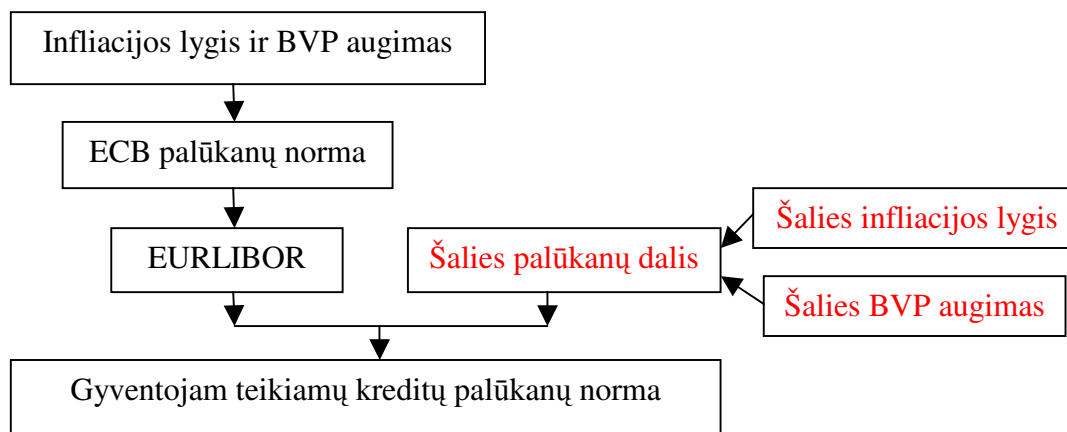 Infliacijos lygis ir BVP augimas
ECB palūkanų norma
EURLIBOR
Šalies palūkanų dalis
Šalies infliacijos lygis
Šalies BVP augimas
Gyventojam teikiamų kreditų palūkanų norma